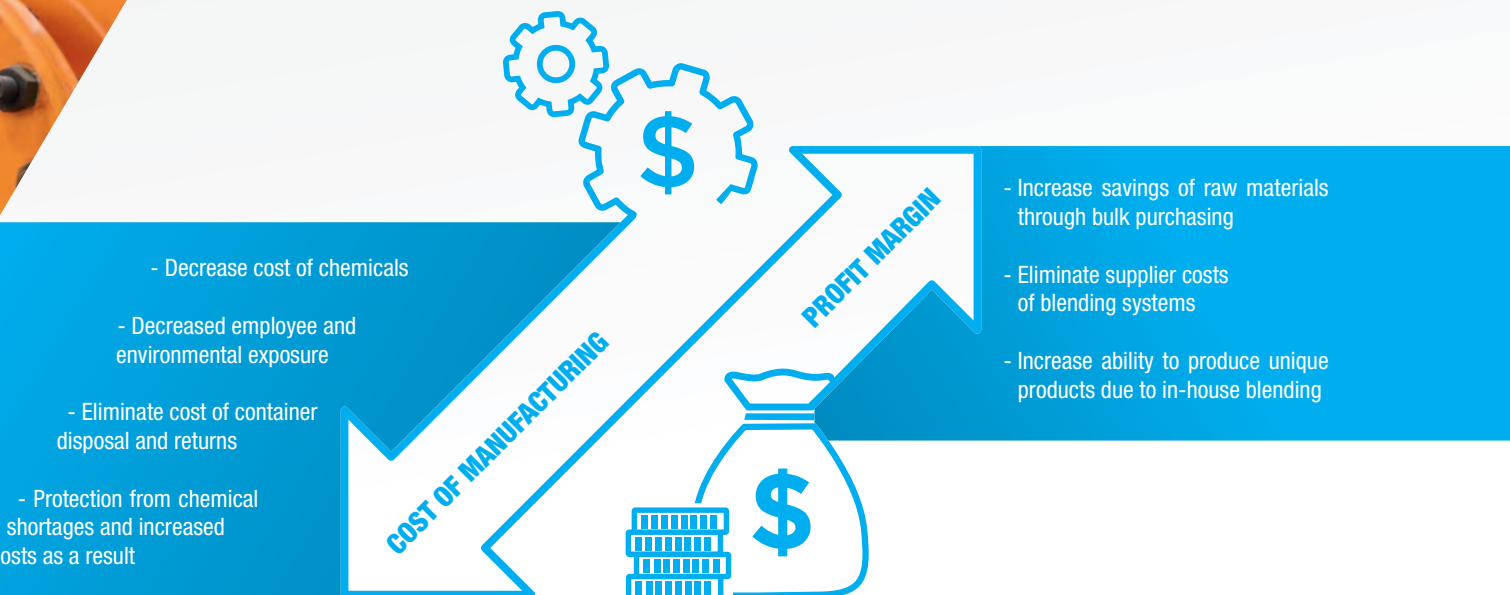 - Decrease cost of chemicals
- Decreased employee and
environmental exposure
- Eliminate cost of container
disposal and returns
- Protection from chemical
shortages and increased
osts as a result
COST OF MANUFACTURING
$
PROFIT MARGIN
$
- Increase savings of raw materials
through bulk purchasing
- Eliminate supplier costs
of blending systems
- Increase ability to produce unique
products due to in-house blending